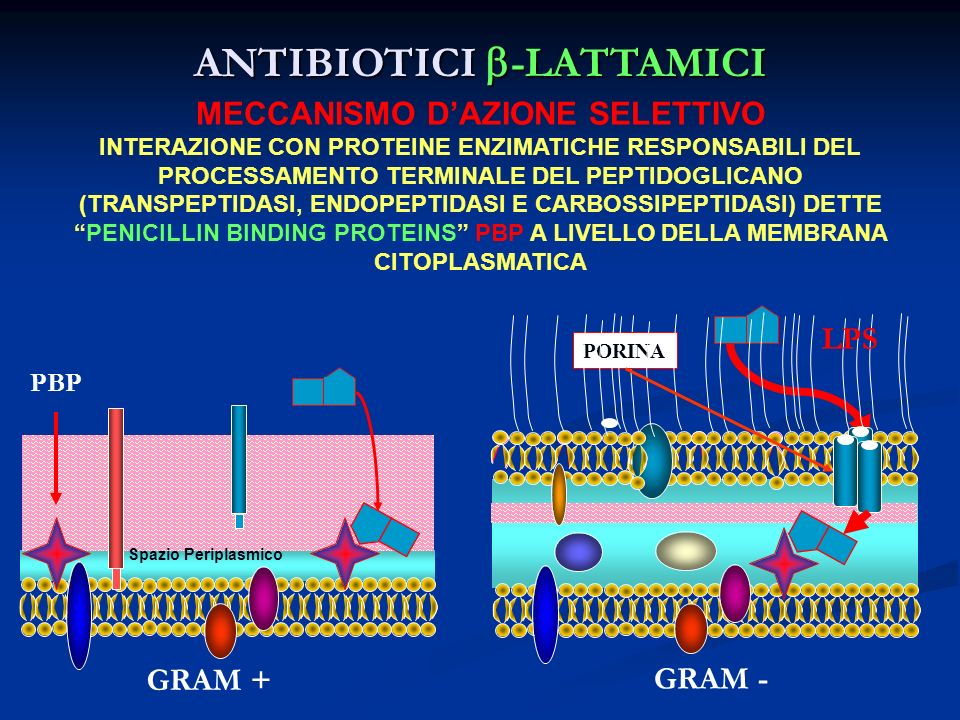 ANTIBIOTICI β-LATTAMICI
MECCANISMO D’AZIONE SELETTIVO
INTERAZIONE CON PROTEINE ENZIMATICHE RESPONSABILI DEL
PROCESSAMENTO TERMINALE DEL PEPTIDOGLICANO
(TRANSPEPTIDASI, ENDOPEPTIDASI E CARBOSSIPEPTIDASI) DETTE
“PENICILLIN BINDING PROTEINS” PBP A LIVELLO DELLA MEMBRANA
CITOPLASMATICA
LPS
PORINA
PBP
Spazio Periplasmico
GRAM +
GRAM -